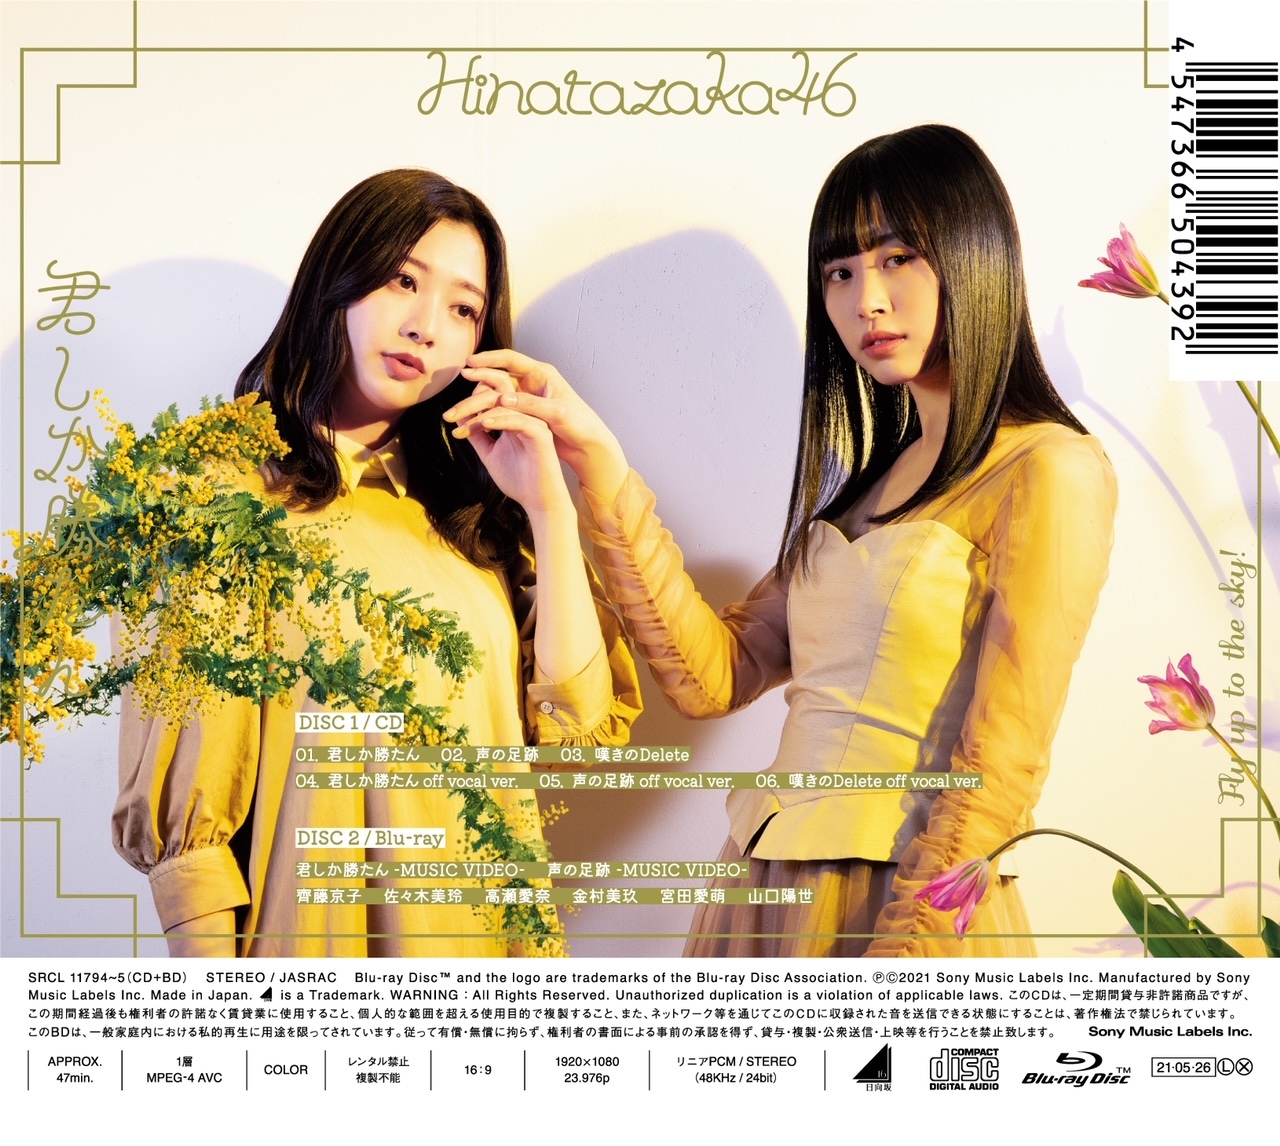 Hinatazaka46
4 547366 504392
君しか勝たん
Fly up to the sky!
DISC 1 / CD
01. 君しか勝たん 02. 声の足跡 03. 嘆きのDelete
04. 君しか勝たん off vocal ver. 05. 声の足跡 off vocal ver. 06. 嘆きのDelete off vocal ver.
DISC 2 / Blu-ray
君しか勝たん -MUSIC VIDEO- 声の足跡 -MUSIC VIDEO-
齊藤京子 佐々木美玲 高瀬愛奈 金村美玖 宮田愛萌 山口陽世
SRCL 11794~5(CD+BD) STEREO / JASRAC Blu-ray Disc™ and the logo are trademarks of the Blu-ray Disc Association. ℗©2021 Sony Music Labels Inc. Manufactured by Sony
Music Labels Inc. Made in Japan. is a Trademark. WARNING : All Rights Reserved. Unauthorized duplication is a violation of applicable laws. このCDは、一定期間貸与非許諾商品ですが、
この期間経過後も権利者の許諾なく賃貸業に使用すること、個人的な範囲を超える使用目的で複製すること、また、ネットワーク等を通じてこのCDに収録された音を送信できる状態にすることは、著作権法で禁じられています。
このBDは、一般家庭内における私的再生に用途を限ってされています。従って有償・無償に拘らず、権利者の書面による事前の承認を得ず、貸与・複製・公衆送信・上映等を行うことを禁止致します。 Sony Music Labels Inc.
APPROX.
47min.
1層
MPEG-4 AVC
COLOR
レンタル禁止
複製不能
16:9
1920×1080
23.976p
リニアPCM / STEREO
(48KHz / 24bit)
46
日向坂
COMPACT
disc
DIGITAL AUDIO
Blu-ray Disc™
21·05·26 Ⓛ Ⓧ